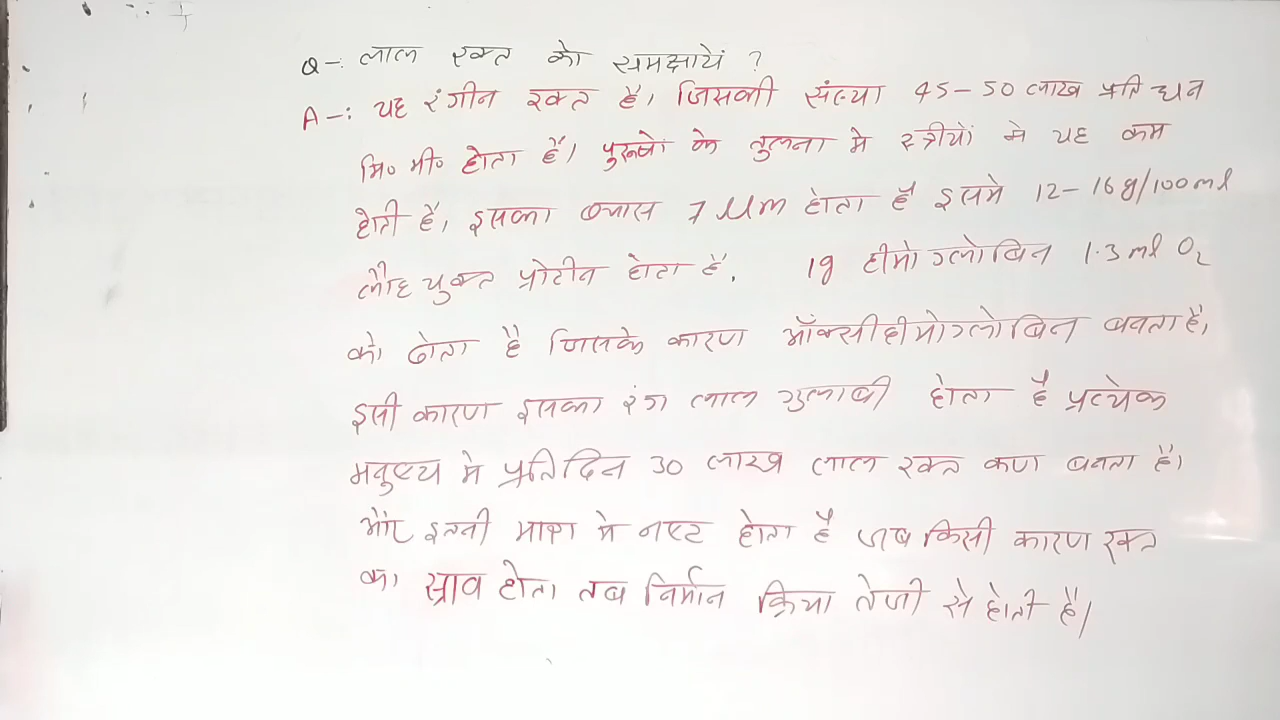 Q-: लाल रक्त को समझायें ?
A-: यह रंगीन रक्त है, जिसकी संख्या 45-50 लाख प्रति घन
मि० मी० होता है। पुरुषों के तुलना मे स्त्रीयों मे यह कम
होती है, इसका व्यास 7 Um होता है इसमे 12-16g/100ml
लौह युक्त प्रोटीन होता है. 1g हीमोग्लोबिन 1.3 ml O₂
को ढोता है जिसके कारण ऑक्सीहीमोग्लोबिन बनता है,
इसी कारण इसका रंग लाल गुलाबी होता है प्रत्येक
मनुष्य मे प्रतिदिन 30 लाख लाल रक्त कण बनता है।
और इतनी मात्रा मे नष्ट होता है जब किसी कारण रक्त
का स्राव होता तब निर्मान क्रिया तेजी से होती है।